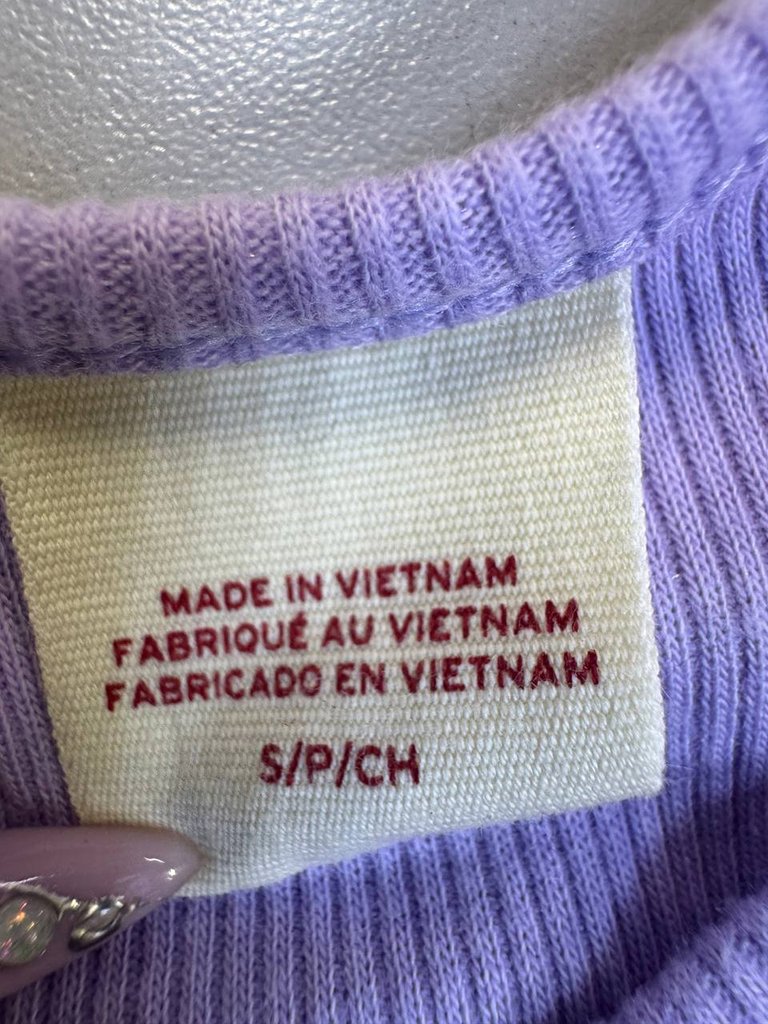 MADE IN VIETNAM
FABRIQUÉ AU VIETNAM
FABRICADO EN VIETNAM
S/P/CH